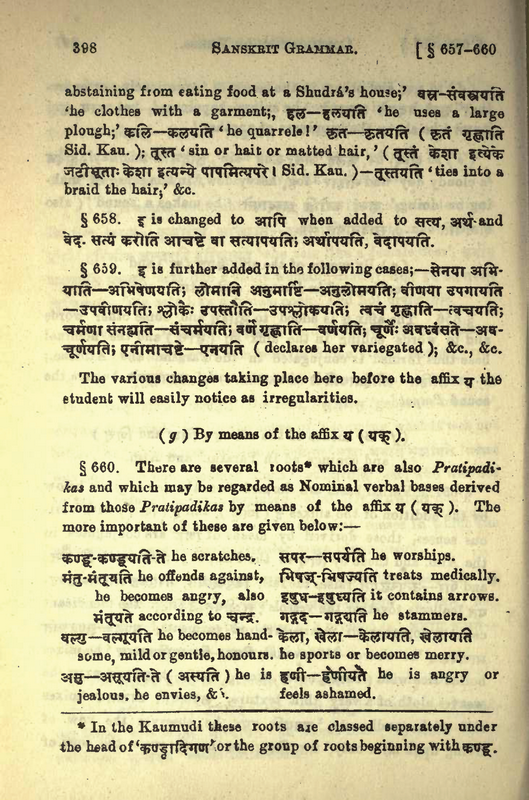 398 SANSKRIT GRAMMAR. [ § 657-660
abstaining from eating food at a Shudrá's house;' वस्त्र-संवस्त्रयति
'he clothes with a garment;, हल—हलयति 'he uses a large
plough;' कलि—कलयति 'he quarrels!' कृत—कृतयति ( कृतं गृह्णाति
Sid. Kau. ); तूस्त 'sin or hait or matted hair,' ( तूस्तं केशा इत्येके
जटीभूताः केशा इत्यन्ये पापमित्यपरे। Sid. Kau. )—तूस्तयति 'ties into a
braid the hair,' &c.
§ 658. इ is changed to आपि when added to सत्य, अर्थ-and
वेद. सत्यं करोति आचष्टे वा सत्यापयति; अर्थापयति, वेदापयति.
§ 659. इ is further added in the following cases;—सेनया अभि-
याति—अभिषेणयति; लोमानि अनुमार्ष्टि—अनुलोमयति; वीणया उपगायति
—उपवीणयति; श्लोकैः उपस्तौति—उपश्लोकयति; त्वचं गृह्णाति—त्वचयति;
चर्मणा संनह्यति—संचर्मयति; वर्णं गृह्णाति—वर्णयति; चूर्णैः अवध्वंसते—अव-
चूर्णयति; एनीमाचष्टे—एनयति ( declares her variegated ); &c., &c.
The various changes taking place here before the affix य the
student will easily notice as irregularities.
( g ) By means of the affix य ( यक् ).
§ 660. There are several roots* which are also Pratipadi-
kas and which may be regarded as Nominal verbal bases derived
from those Pratipadikas by means of the affix य ( यक् ). The
more important of these are given below:—
कण्डू-कण्डूयति-ते he scratches.
मंतु-मंतूयति he offends against,
he becomes angry, also
मंतूयते according to चन्द्र.
वल्गु—वल्गूयति he becomes hand-
some, mild or gentle, honours.
असु—असूयति-ते ( अस्यति ) he is
jealous. he envies, &c.
सपर—सपर्यति he worships.
भिषज्-भिषज्यति treats medically.
इषुध-इषुध्यति it contains arrows.
गद्गद—गद्गद्यति he stammers.
केला, खेला—केलायति, खेलायति
he sports or becomes merry.
हृणी—हृणीयते he is angry or
feels ashamed.
* In the Kaumudi these roots are classed separately under
the head of 'कण्ड्वादिगण' or the group of roots beginning with कण्डू.